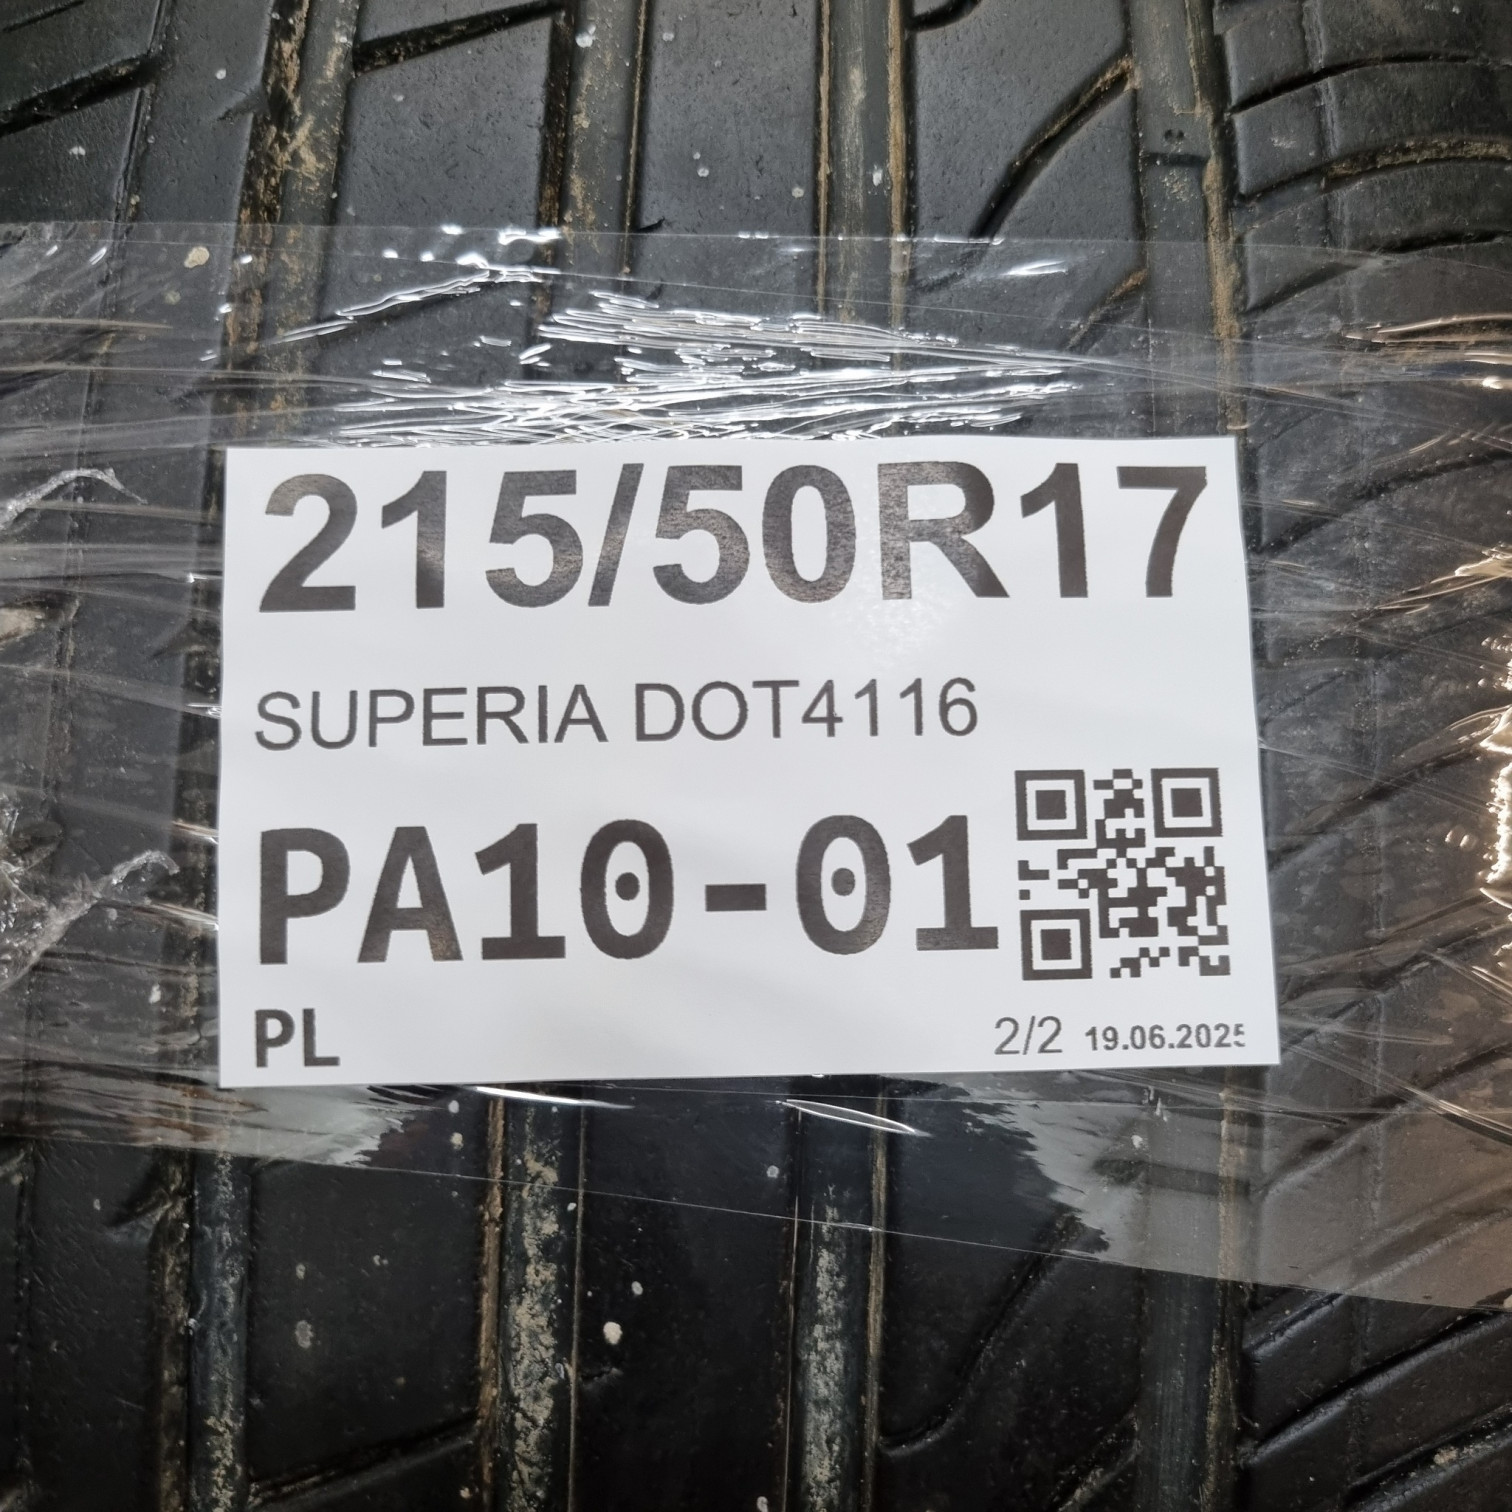 215/50R17
SUPERIA DOT4116
PA10-01
PL 2/2 19.06.2025